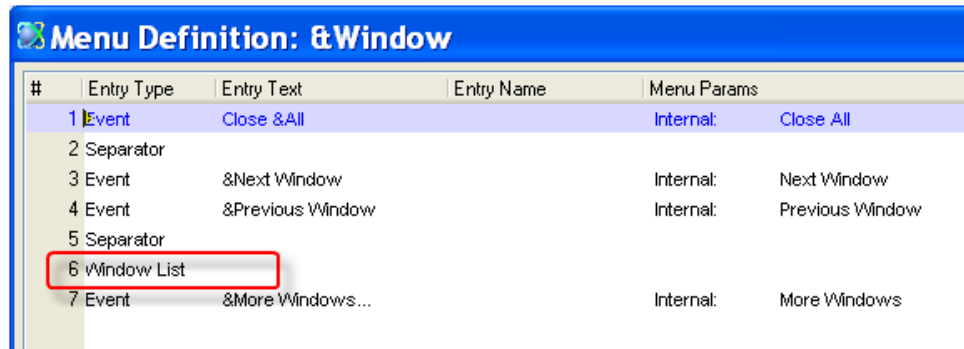 Menu Definition: &Window
# Entry Type Entry Text Entry Name Menu Params
1 Event Close &All Internal: Close All
2 Separator
3 Event &Next Window Internal: Next Window
4 Event &Previous Window Internal: Previous Window
5 Separator
6 Window List
7 Event &More Windows... Internal: More Windows